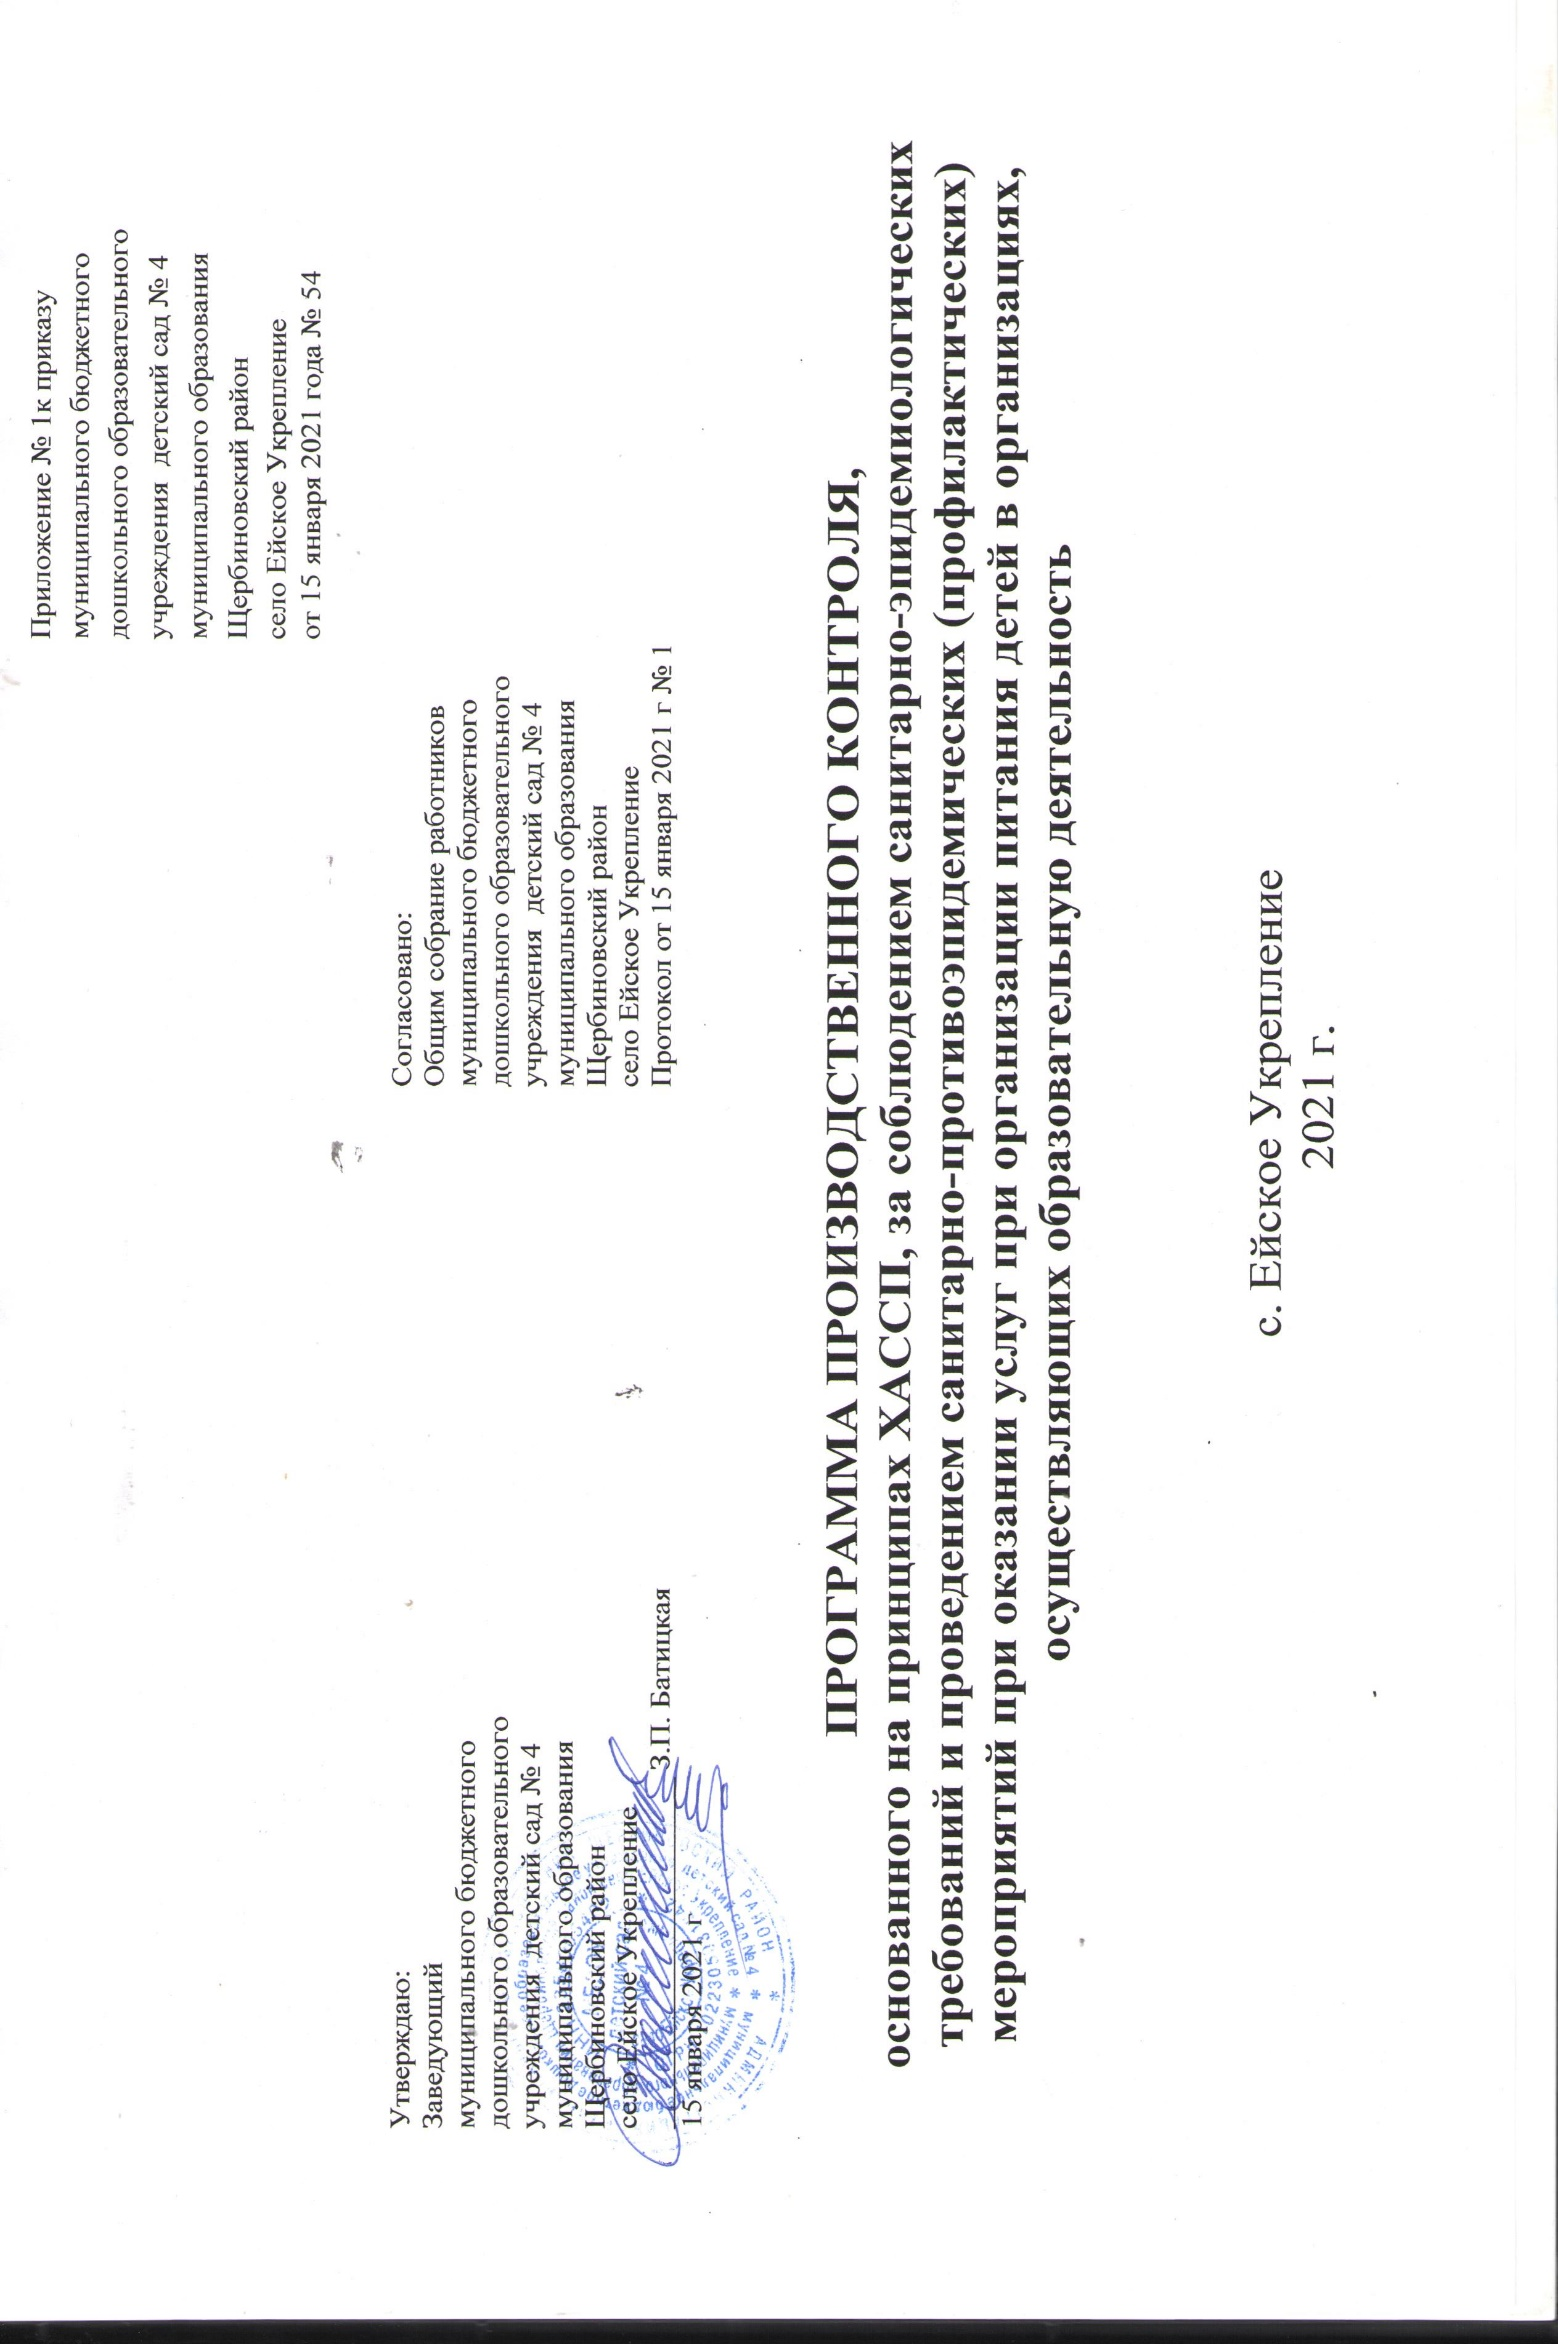 Приложение № 1к приказу
муниципального бюджетного
дошкольного образовательного
учреждения детский сад № 4
муниципального образования
Щербиновский район
село Ейское Укрепление
от 15 января 2021 года № 54
Утверждаю:
Заведующий
муниципального бюджетного
дошкольного образовательного
учреждения детский сад № 4
муниципального образования
Щербиновский район
село Ейское Укрепление
З.П. Батицкая
15 января 2021 г
Согласовано:
Общим собрание работников
муниципального бюджетного
дошкольного образовательного
учреждения детский сад № 4
муниципального образования
Щербиновский район
село Ейское Укрепление
Протокол от 15 января 2021 г № 1
ПРОГРАММА ПРОИЗВОДСТВЕННОГО КОНТРОЛЯ,
основанного на принципах ХАССП, за соблюдением санитарно-эпидемиологических
требований и проведением санитарно-противоэпидемических (профилактических)
мероприятий при оказании услуг при организации питания детей в организациях,
осуществляющих образовательную деятельность
с. Ейское Укрепление
2021 г.